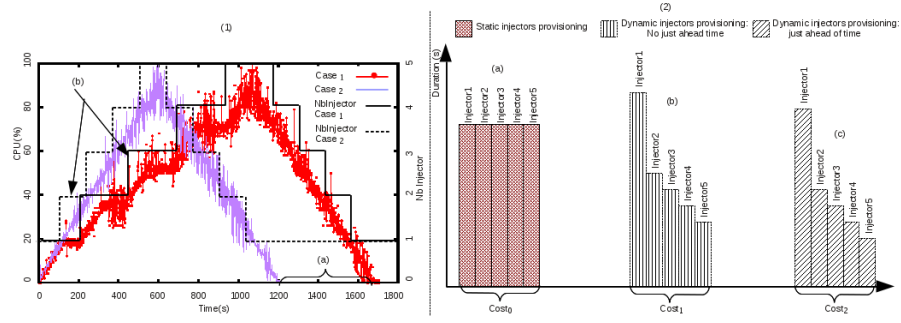 (1)
CPU(%)
100
80
60
40
20
0
(b)
Case 1
Case 2
NbInjector
Case 1
NbInjector
Case 2
(a)
5
4
3
2
1
0
Nb Injector
0
200
400
600
800
1000
1200
1400
1600
1800
Time(s)
(2)
Static injectors provisioning
Dynamic injectors provisioning:
No just ahead time
Dynamic injectors provisioning:
just ahead of time
Duration (s)
(a)
Injector1
Injector2
Injector3
Injector4
Injector5
Cost0
(b)
Injector1
Injector2
Injector3
Injector4
Injector5
Cost1
(c)
Injector1
Injector2
Injector3
Injector4
Injector5
Cost2